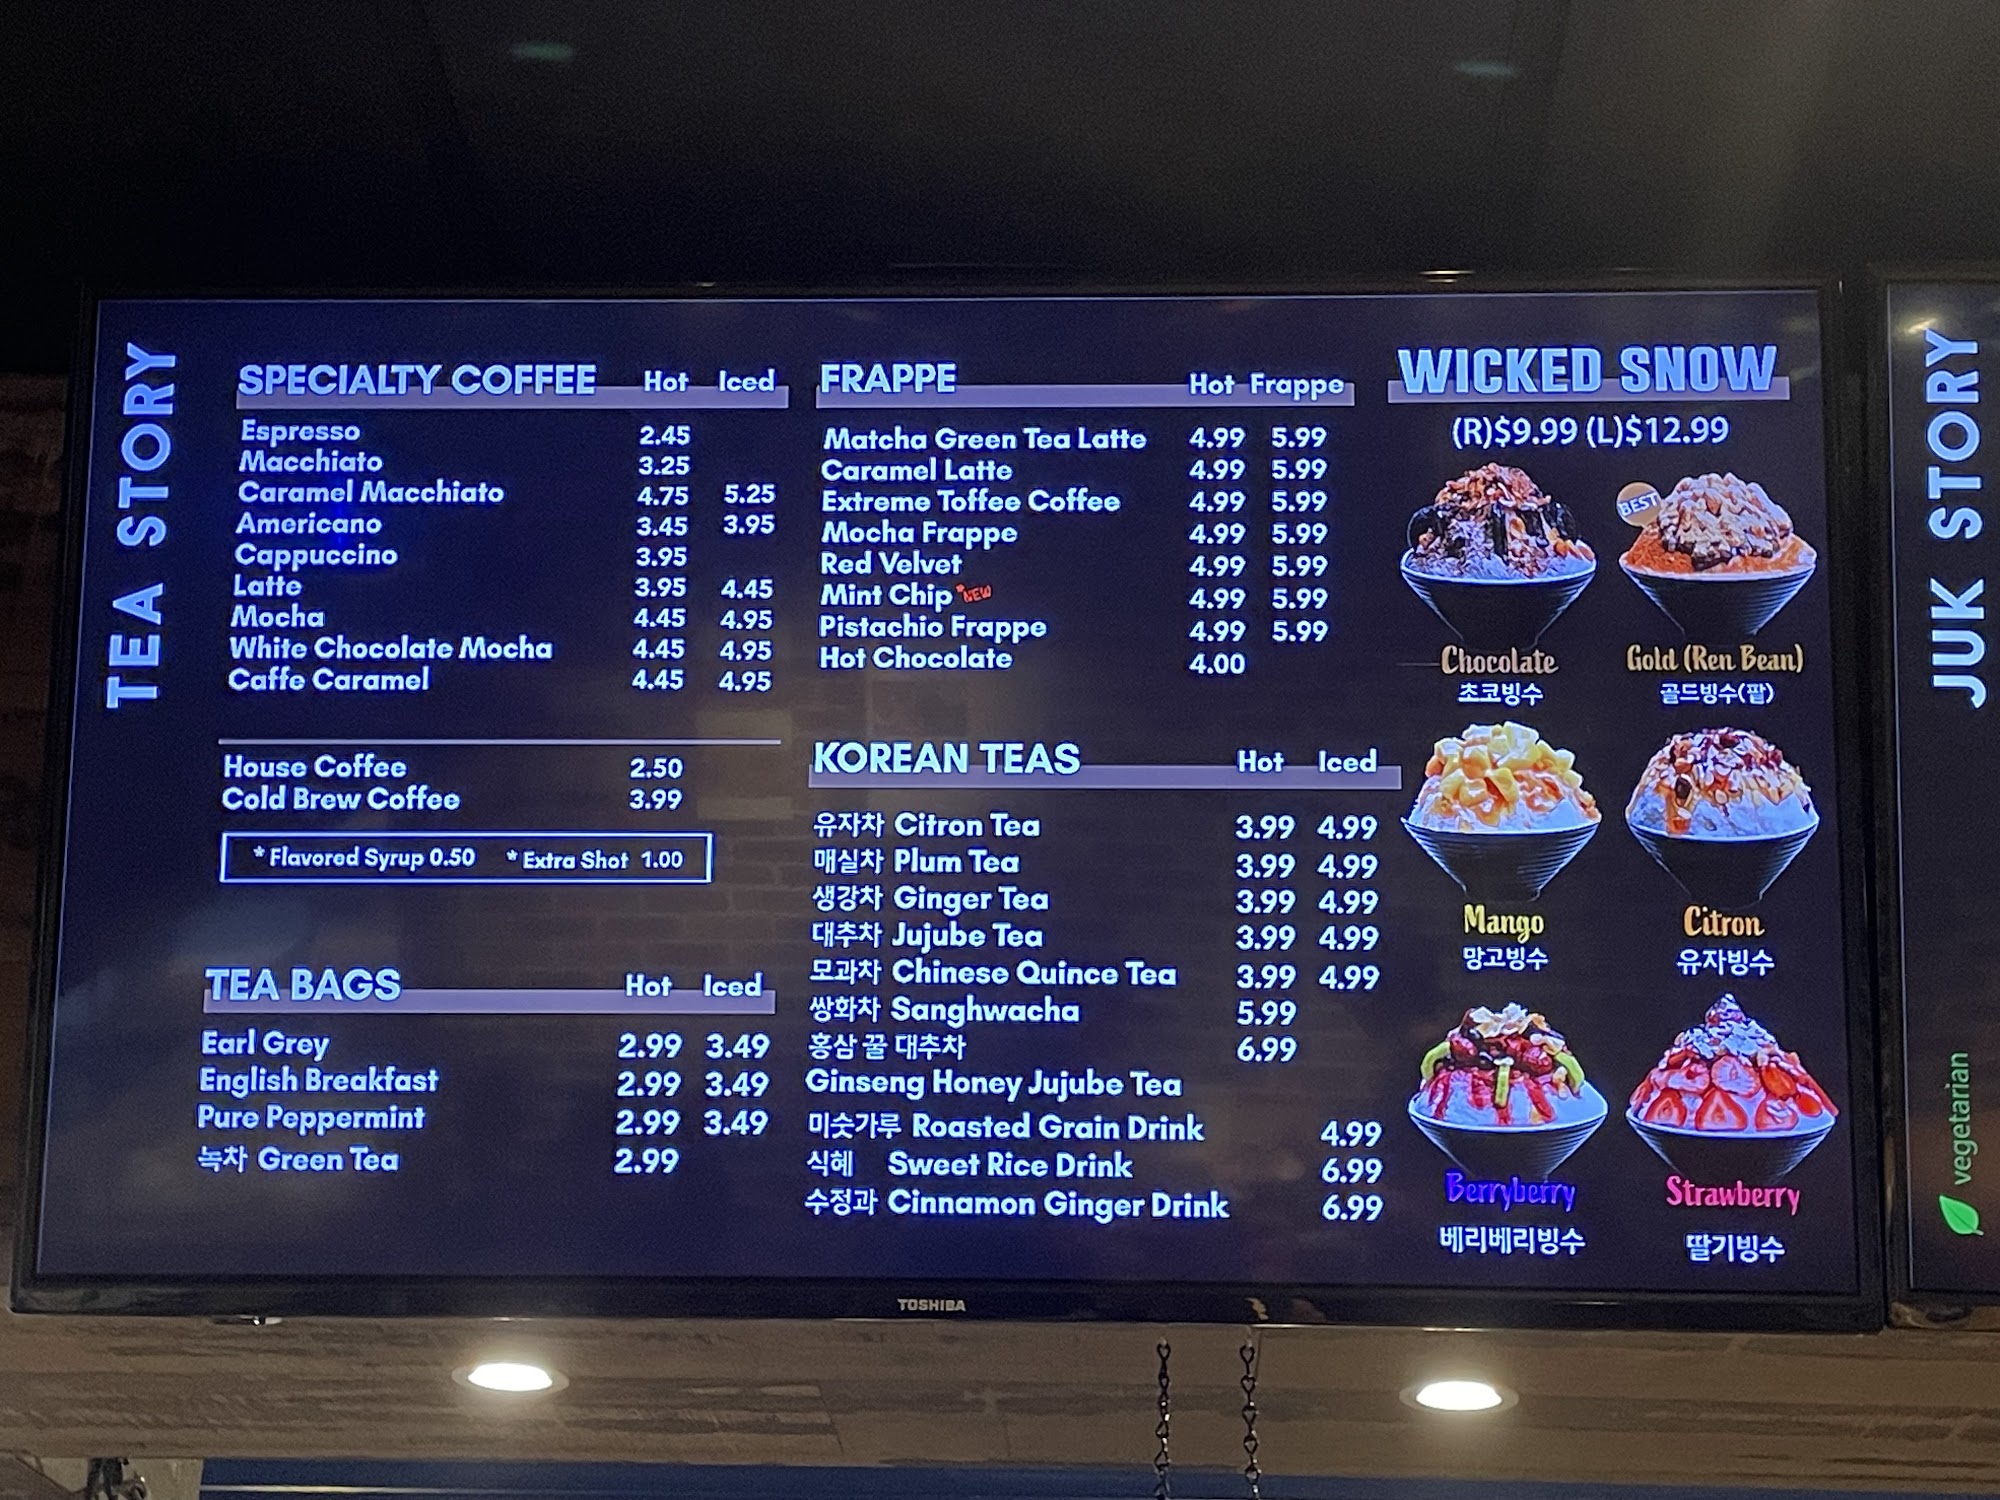 TEA STORY
SPECIALTY COFFEE Hot Iced
Espresso 2.45
Macchiato 3.25
Caramel Macchiato 4.75 5.25
Americano 3.45 3.95
Cappuccino 3.95
Latte 3.95 4.45
Mocha 4.45 4.95
White Chocolate Mocha 4.45 4.95
Caffe Caramel 4.45 4.95
House Coffee 2.50
Cold Brew Coffee 3.99
* Flavored Syrup 0.50 * Extra Shot 1.00
TEA BAGS Hot Iced
Earl Grey 2.99 3.49
English Breakfast 2.99 3.49
Pure Peppermint 2.99 3.49
녹차 Green Tea 2.99
FRAPPE Hot Frappe
Matcha Green Tea Latte 4.99 5.99
Caramel Latte 4.99 5.99
Extreme Toffee Coffee 4.99 5.99
Mocha Frappe 4.99 5.99
Red Velvet 4.99 5.99
Mint Chip *NEW 4.99 5.99
Pistachio Frappe 4.99 5.99
Hot Chocolate 4.00
KOREAN TEAS Hot Iced
유자차 Citron Tea 3.99 4.99
매실차 Plum Tea 3.99 4.99
생강차 Ginger Tea 3.99 4.99
대추차 Jujube Tea 3.99 4.99
모과차 Chinese Quince Tea 3.99 4.99
쌍화차 Sanghwacha 5.99
홍삼 꿀 대추차 6.99
Ginseng Honey Jujube Tea
미숫가루 Roasted Grain Drink 4.99
식혜 Sweet Rice Drink 6.99
수정과 Cinnamon Ginger Drink 6.99
WICKED SNOW
(R)$9.99 (L)$12.99
BEST
Chocolate Gold (Ren Bean)
초코빙수 골드빙수(팥)
Mango Citron
망고빙수 유자빙수
Berryberry Strawberry
베리베리빙수 딸기빙수
TOSHIBA
JUK STORY
vegetarian